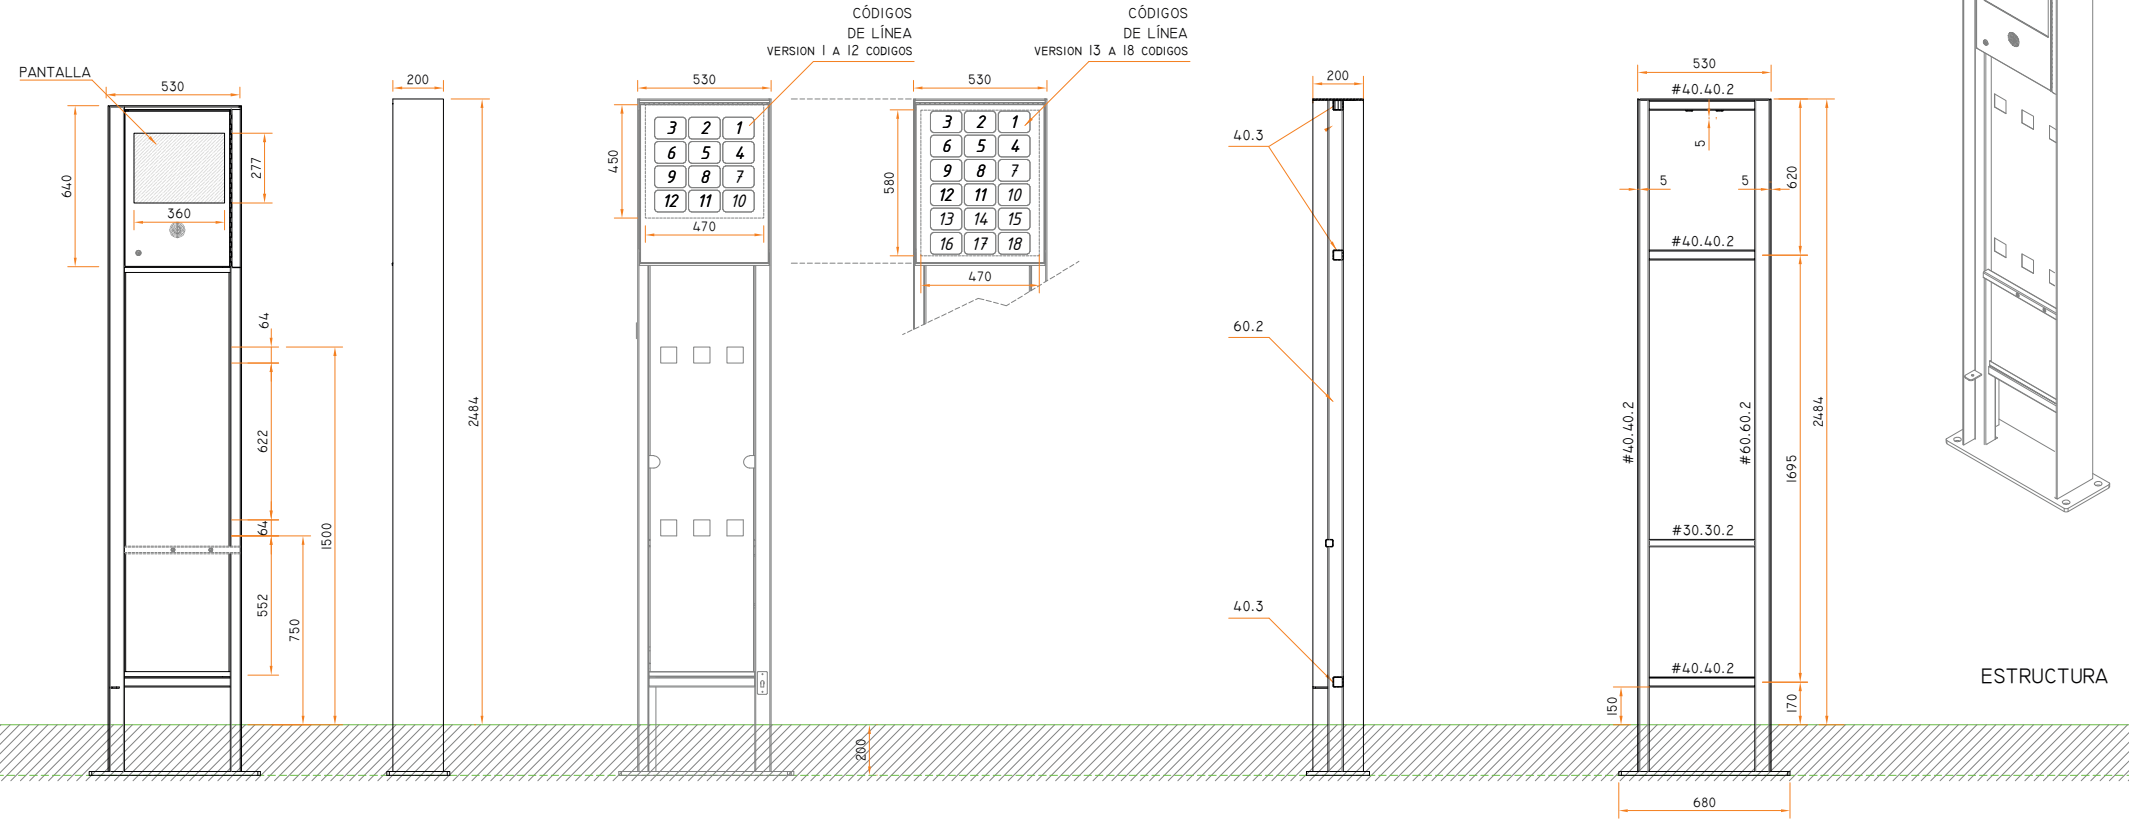 PANTALLA
530
640
277
360
64
622
64
552
750
1500
200
2484
CÓDIGOS
DE LÍNEA
VERSION 1 A 12 CODIGOS
530
450
3 2 1
6 5 4
9 8 7
12 11 10
470
CÓDIGOS
DE LÍNEA
VERSION 13 A 18 CODIGOS
530
580
3 2 1
6 5 4
9 8 7
12 11 10
13 14 15
16 17 18
470
200
200
40.3
60.2
40.3
530
#40.40.2
5
5
5
620
#40.40.2
#40.40.2
#60.60.2
1695
2484
#30.30.2
#40.40.2
150
170
680
ESTRUCTURA